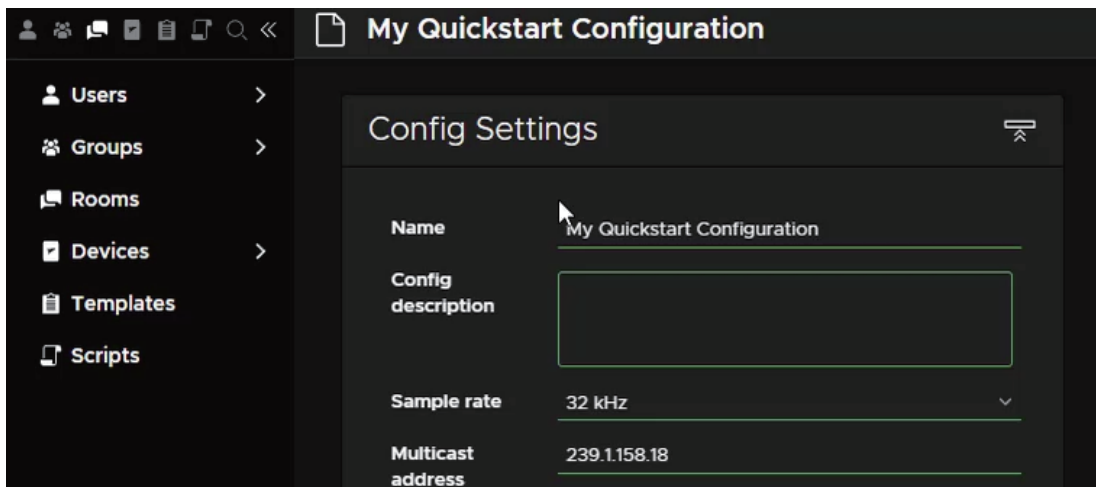 My Quickstart Configuration
Users
Groups
Rooms
Devices
Templates
Scripts
Config Settings
Name
My Quickstart Configuration
Config
description
Sample rate
32 kHz
Multicast
address
239.1.158.18